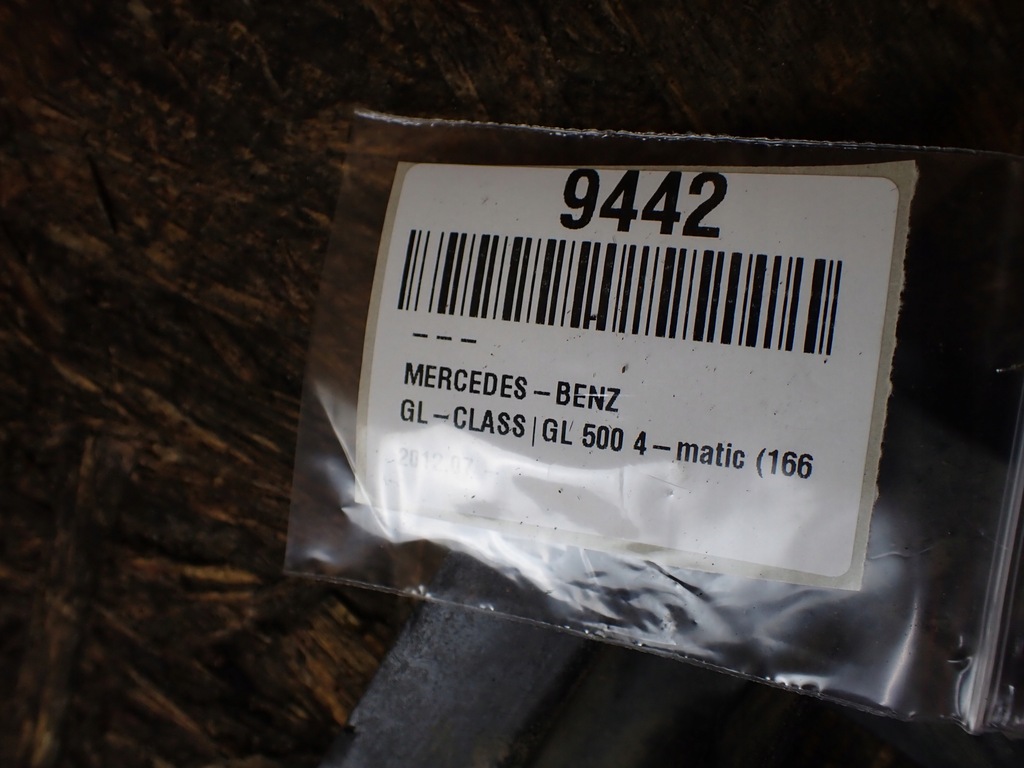 9442
---
MERCEDES-BENZ
GL-CLASS|GL 500 4-matic (166